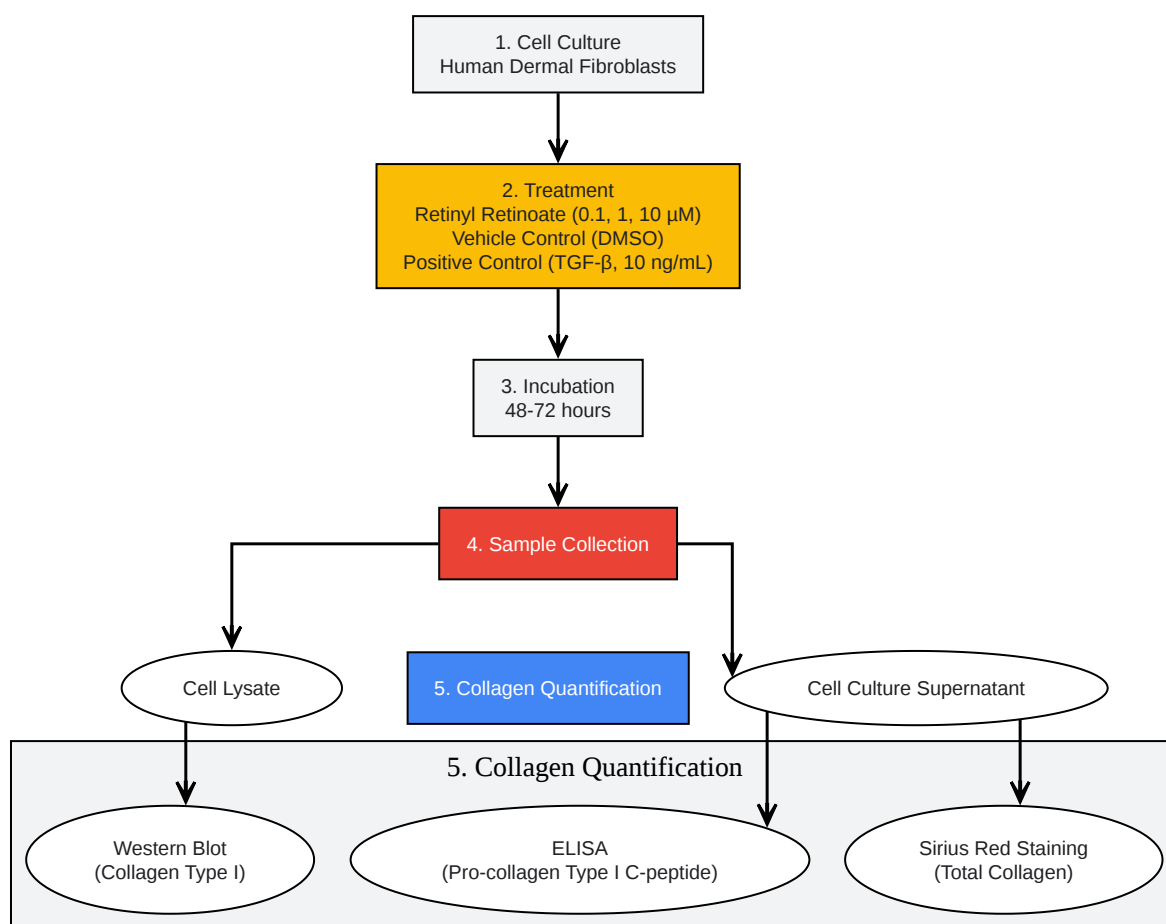 1. Cell Culture
Human Dermal Fibroblasts
2. Treatment
Retinyl Retinoate (0.1, 1, 10 µM)
Vehicle Control (DMSO)
Positive Control (TGF-β, 10 ng/mL)
3. Incubation
48-72 hours
4. Sample Collection
Cell Lysate
5. Collagen Quantification
Cell Culture Supernatant
5. Collagen Quantification
Western Blot
(Collagen Type I)
ELISA
(Pro-collagen Type I C-peptide)
Sirius Red Staining
(Total Collagen)